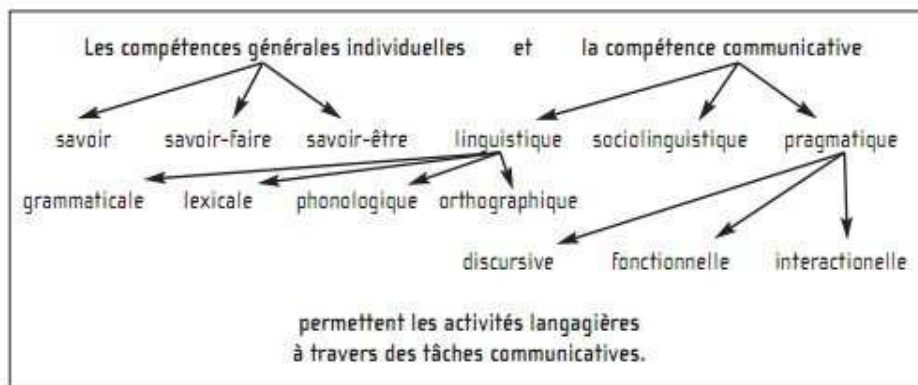 Les compétences générales individuelles et la compétence communicative
savoir savoir-faire savoir-être linguistique sociolinguistique pragmatique
grammaticale lexicale phonologique orthographique
discursive fonctionnelle interactionelle
permettent les activités langagières
à travers des tâches communicatives.